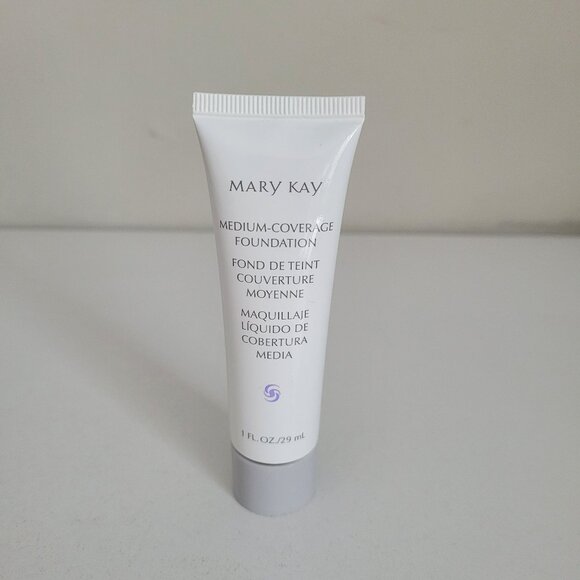 MARY KAY
MEDIUM-COVERAGE
FOUNDATION
FOND DE TEINT
COUVERTURE
MOYENNE
MAQUILLAJE
LÍQUIDO DE
COBERTURA
MEDIA
1 FL. OZ./29 mL